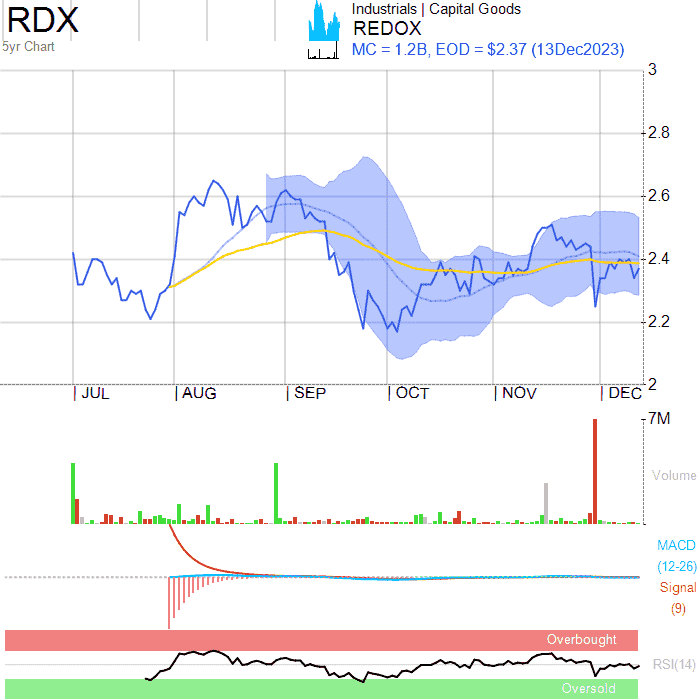 RDX
5yr Chart
Industrials | Capital Goods
REDOX
MC = 1.2B, EOD = $2.37 (13Dec2023)
3
2.8
2.6
2.4
2.2
2
| JUL | AUG | SEP | OCT | NOV | DEC
7M
Volume
MACD
(12-26)
Signal
(9)
Overbought
RSI(14)
Oversold